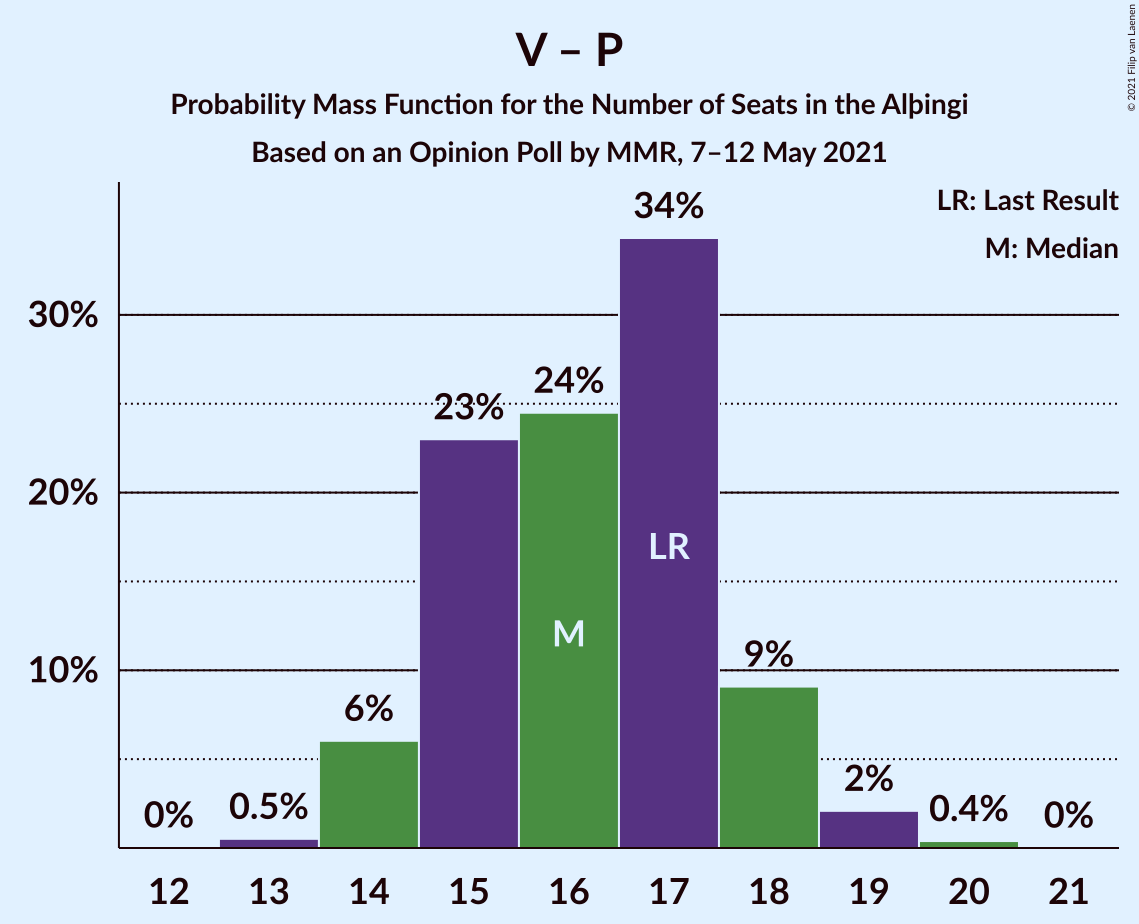 V – P
Probability Mass Function for the Number of Seats in the Alþingi
Based on an Opinion Poll by MMR, 7–12 May 2021
© 2021 Filip van Laenen
LR: Last Result
M: Median
34%
30%
24%
23%
20%
LR
M
10%
9%
6%
2%
0.5%
0.4%
0%
0%
12 13 14 15 16 17 18 19 20 21